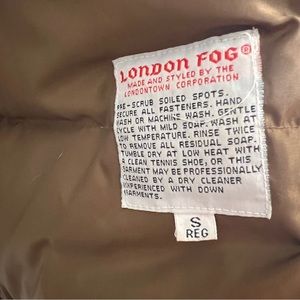 LONDON FOG®
MADE AND STYLED BY THE
LONDONTOWN CORPORATION
PRE-SCRUB SOILED SPOTS.
SECURE ALL FASTENERS. HAND
WASH OR MACHINE WASH. GENTLE
CYCLE WITH MILD SOAP. WASH AT
LOW TEMPERATURE. RINSE TWICE
TO REMOVE ALL RESIDUAL SOAP.
TUMBLE DRY AT LOW HEAT WITH
A CLEAN TENNIS SHOE, OR THIS
GARMENT MAY BE PROFESSIONALLY
CLEANED BY A DRY CLEANER
EXPERIENCED WITH DOWN
GARMENTS.
S
REG